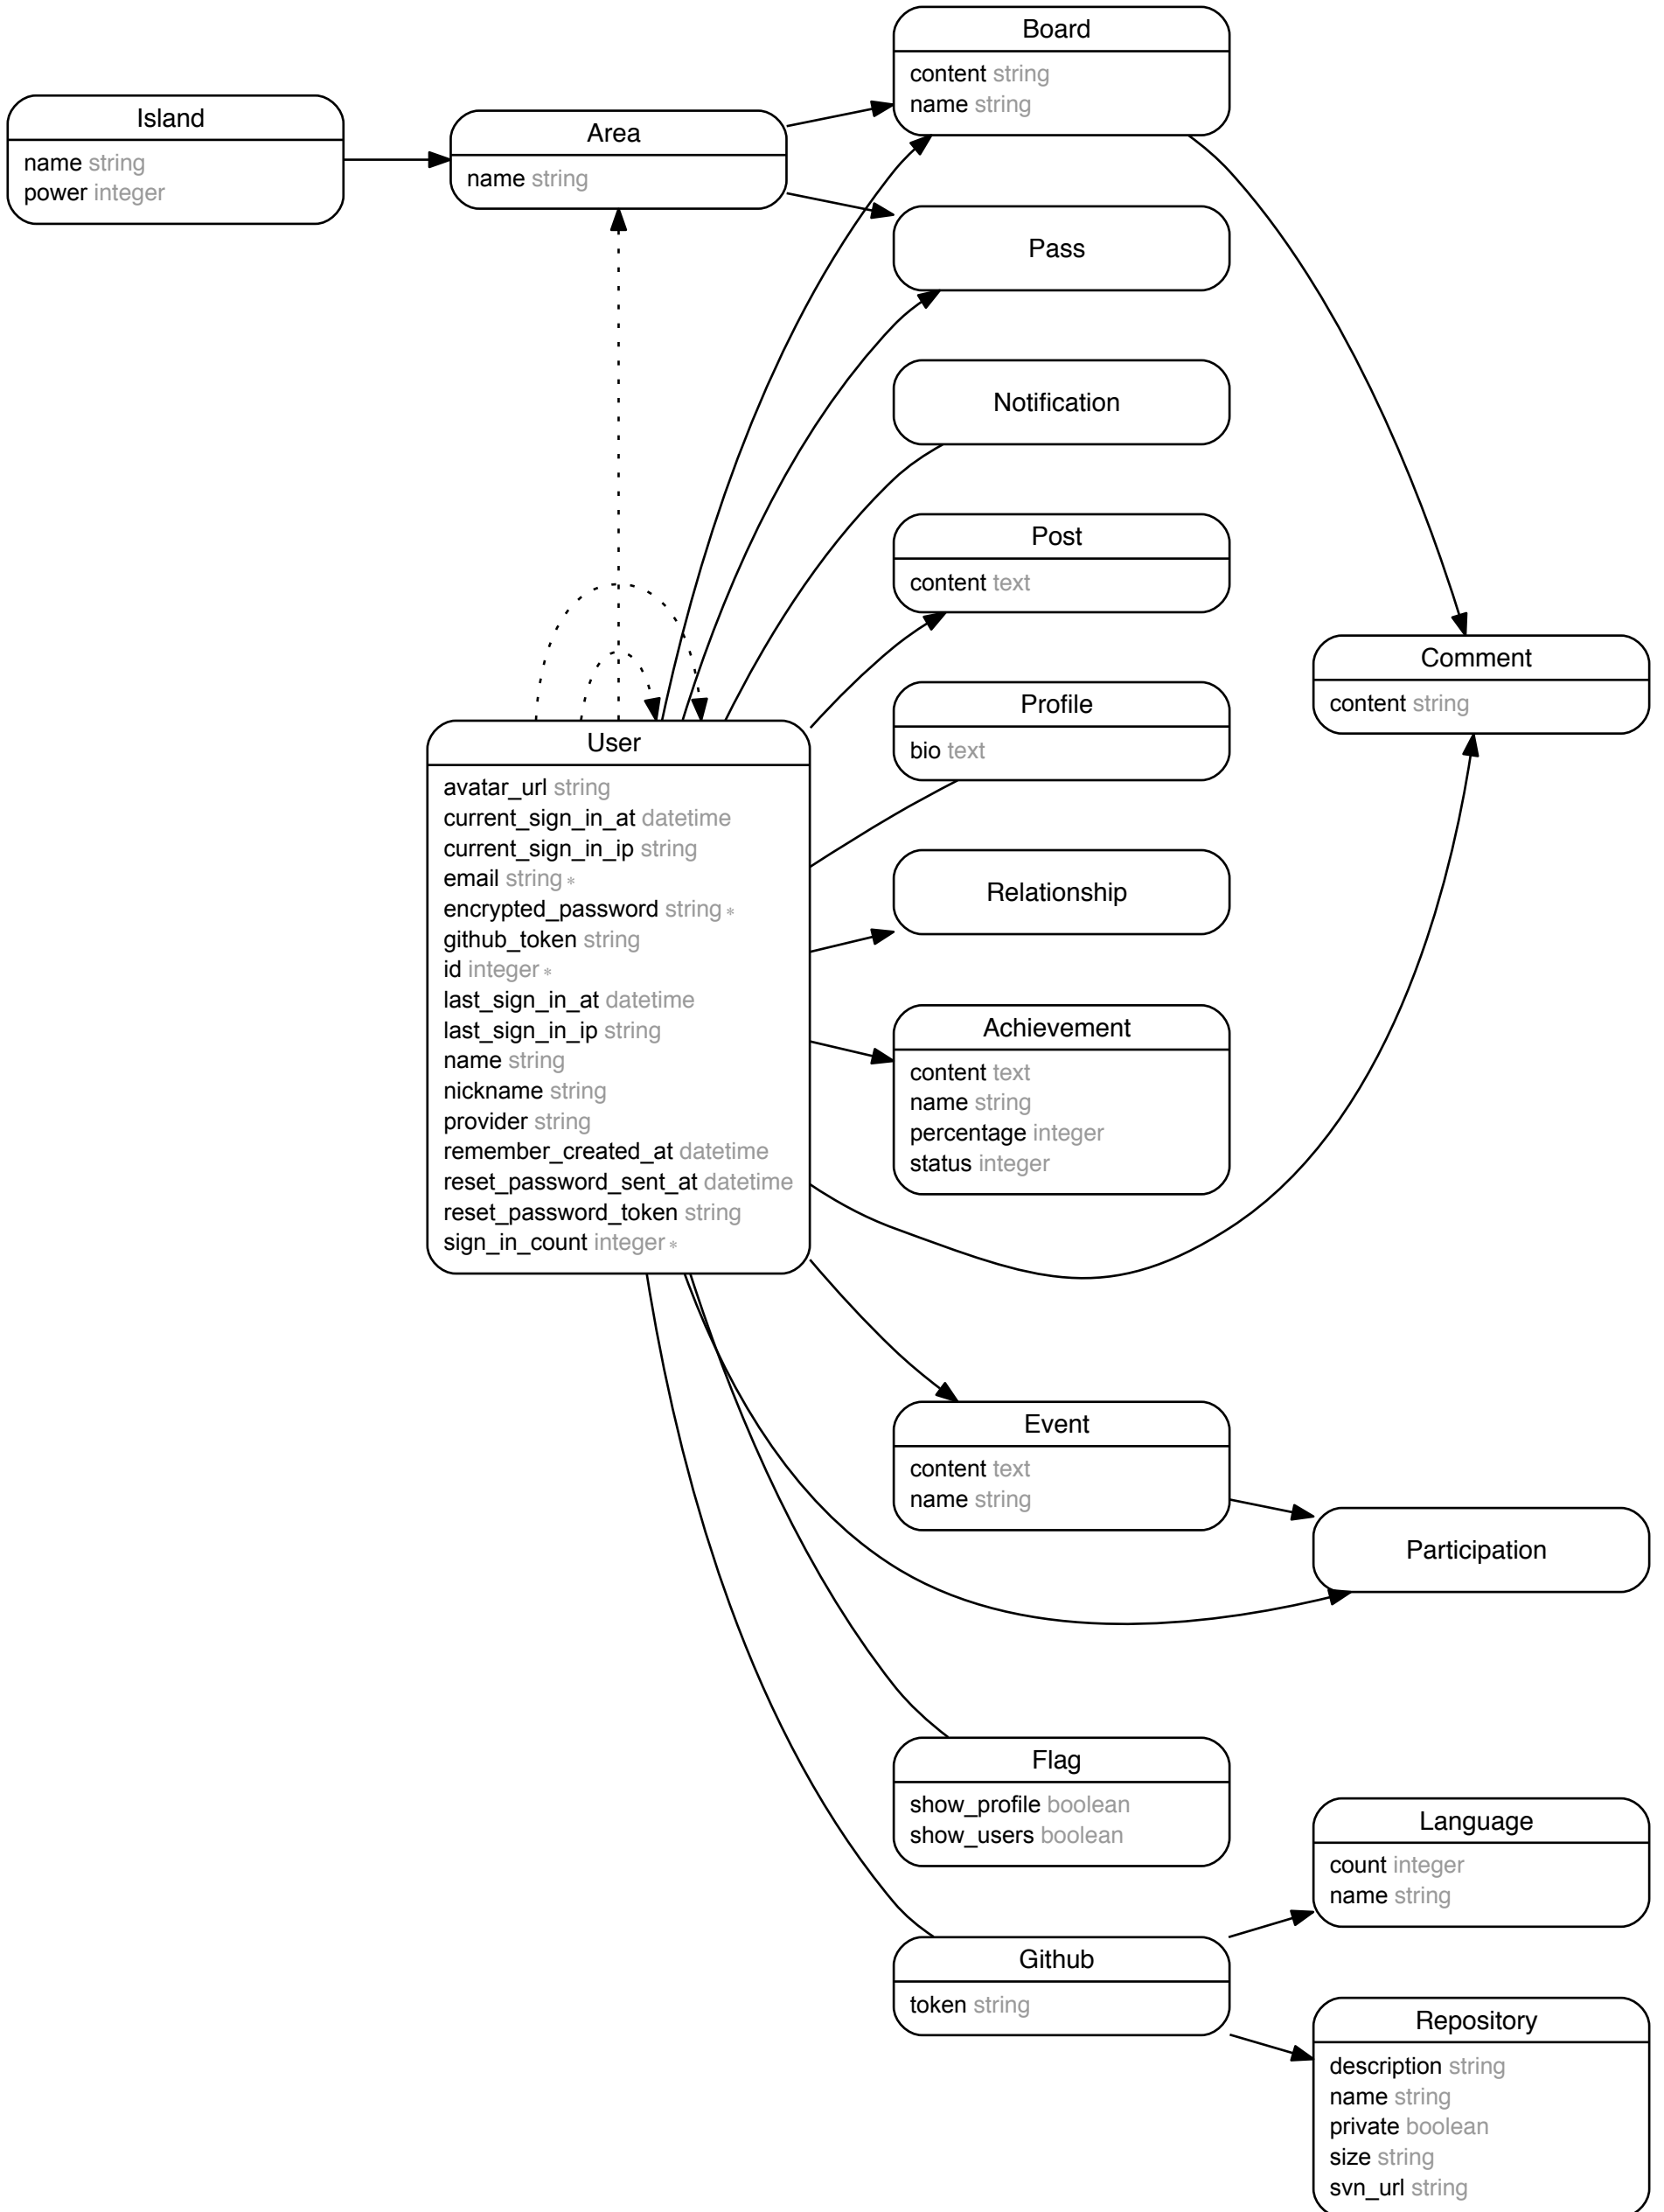 Board
content string
name string
Island
name string
power integer
Area
name string
Pass
Notification
Post
content text
Comment
content string
Profile
bio text
User
avatar_url string
current_sign_in_at datetime
current_sign_in_ip string
email string *
encrypted_password string *
github_token string
id integer *
last_sign_in_at datetime
last_sign_in_ip string
name string
nickname string
provider string
remember_created_at datetime
reset_password_sent_at datetime
reset_password_token string
sign_in_count integer *
Relationship
Achievement
content text
name string
percentage integer
status integer
Event
content text
name string
Participation
Flag
show_profile boolean
show_users boolean
Language
count integer
name string
Github
token string
Repository
description string
name string
private boolean
size string
svn_url string